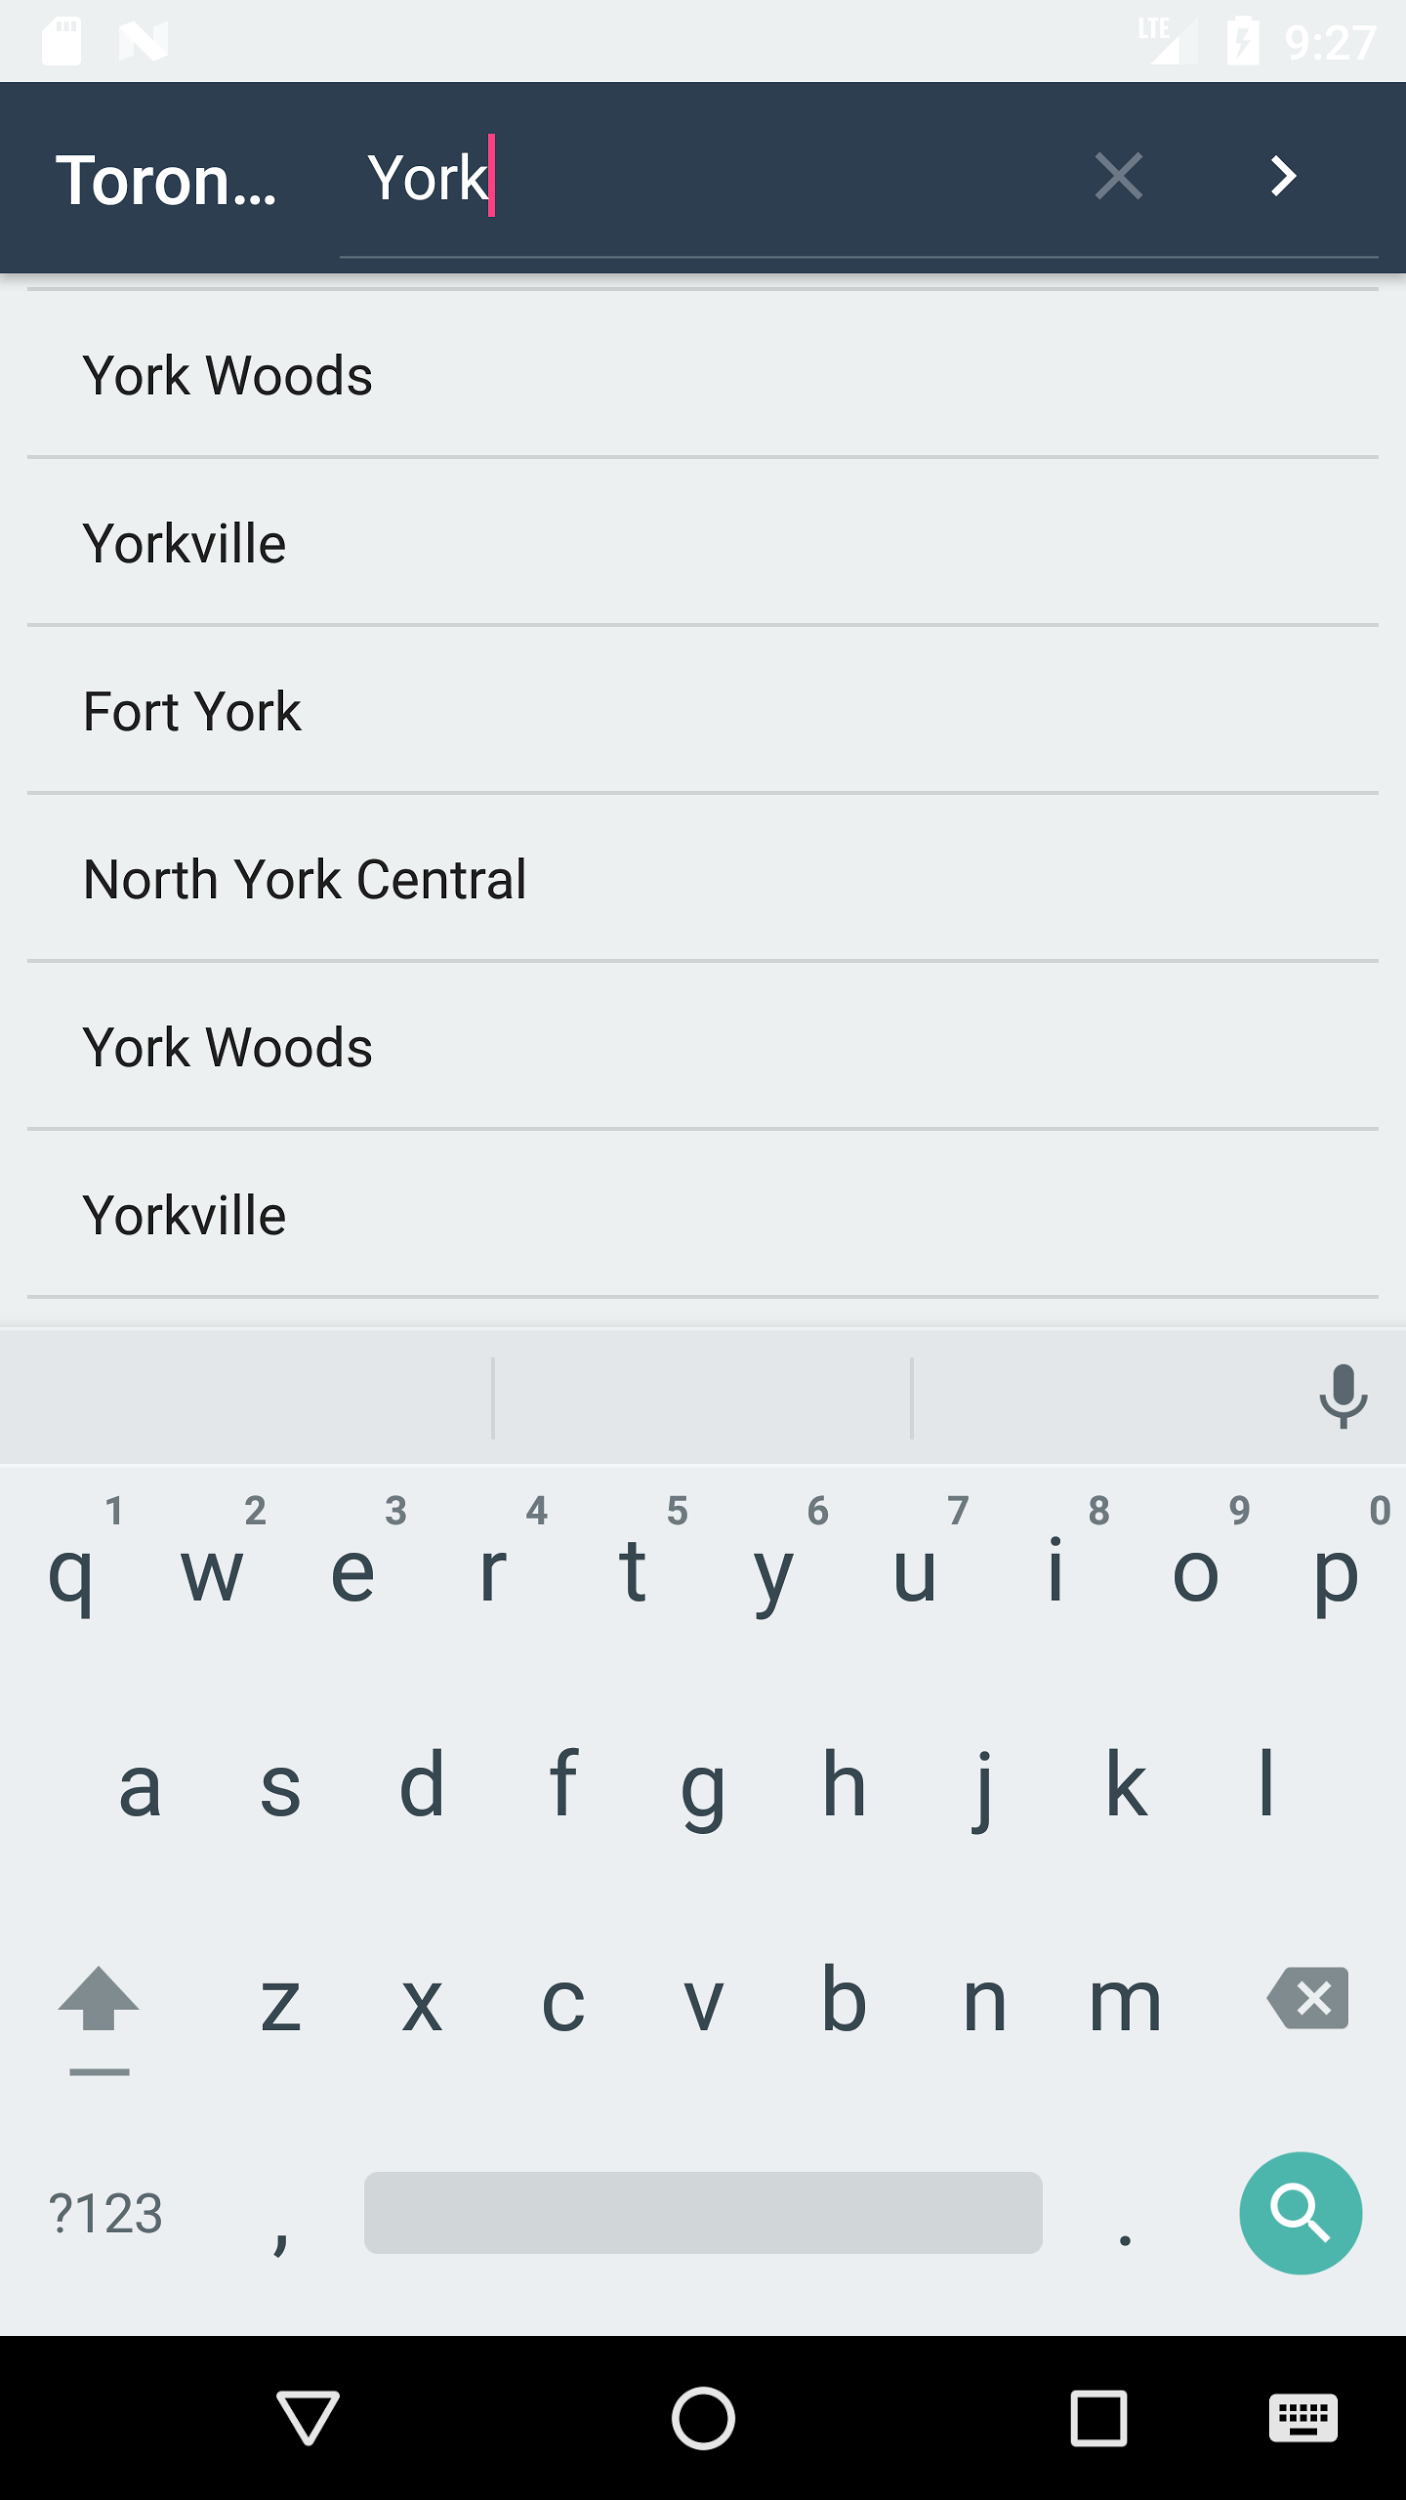 LTE 9:27
Toron... York
York Woods
Yorkville
Fort York
North York Central
York Woods
Yorkville
1 2 3 4 5 6 7 8 9 0
q w e r t y u i o p
a s d f g h j k l
z x c v b n m
?123 , .